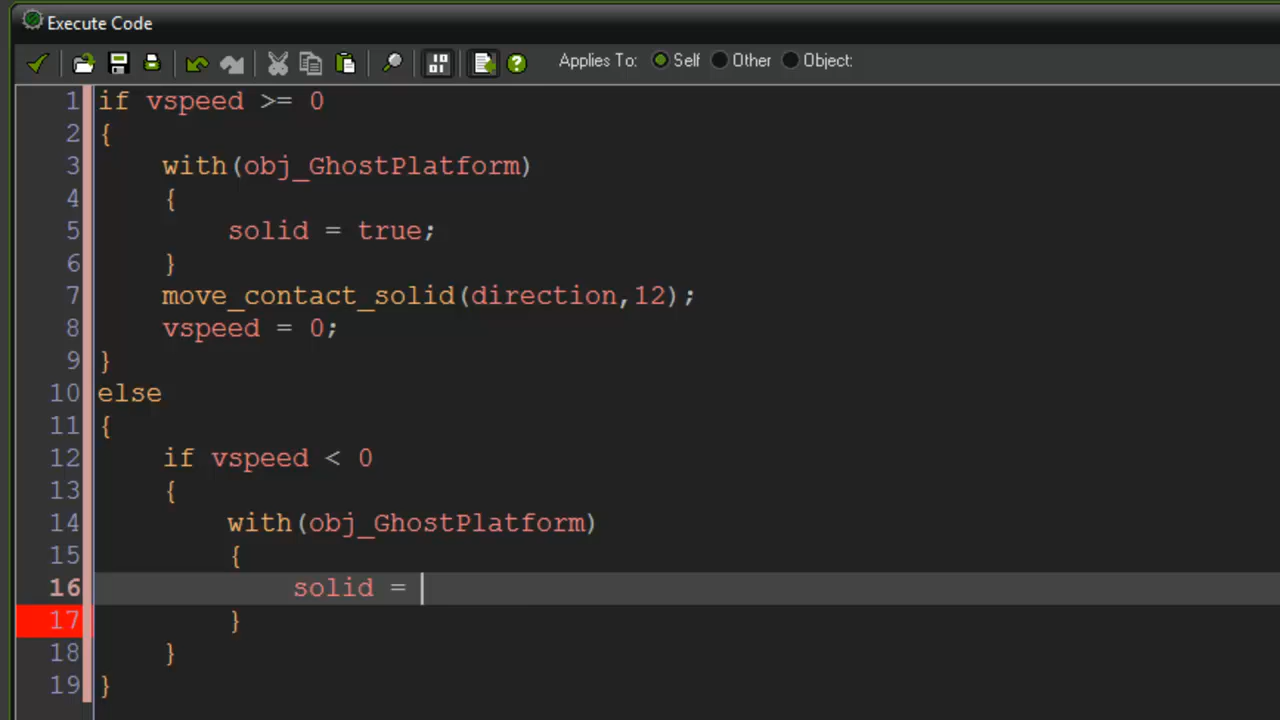 Execute Code
Applies To: Self Other Object:
1 if vspeed >= 0
2 {
3 with(obj_GhostPlatform)
4 {
5 solid = true;
6 }
7 move_contact_solid(direction,12);
8 vspeed = 0;
9 }
10 else
11 {
12 if vspeed < 0
13 {
14 with(obj_GhostPlatform)
15 {
16 solid =
17 }
18 }
19 }